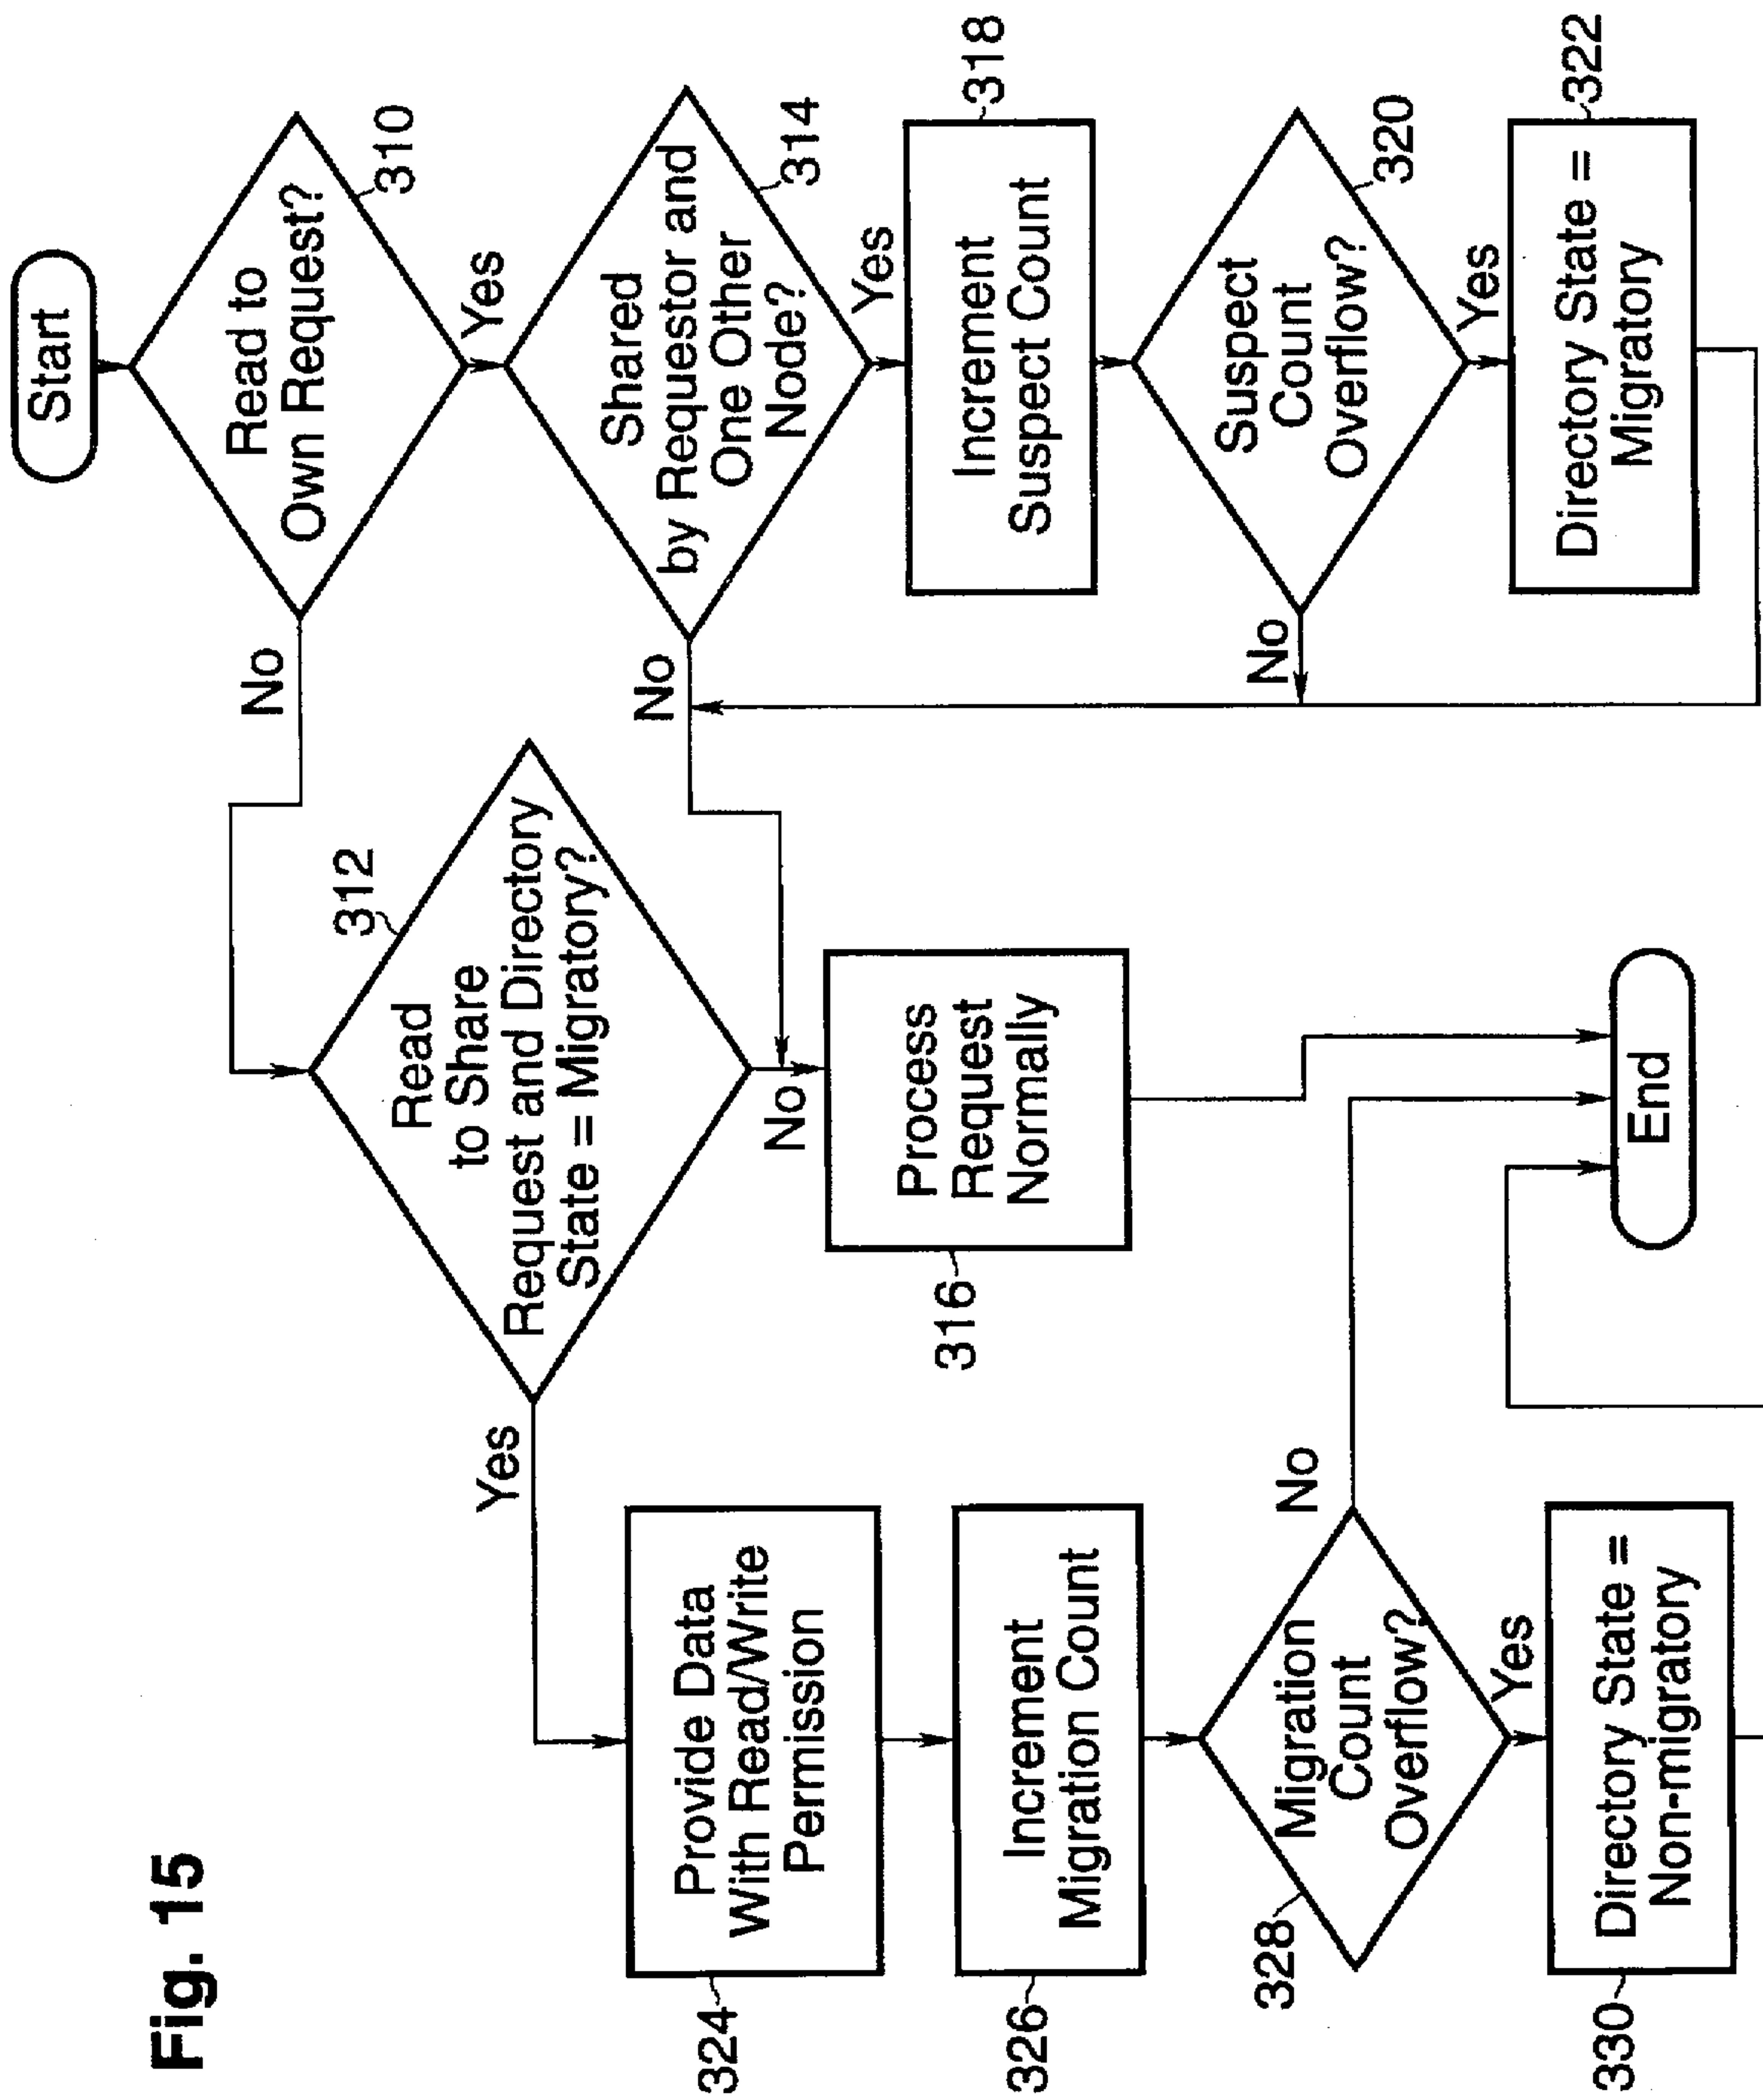 Fig. 15
Start
Read to
Own Request?
310
No
Yes
Read
to Share
Request and Directory
State = Migratory?
312
Yes
No
Shared
by Requestor and
One Other
Node?
314
No
Yes
Process
Request
Normally
316
Increment
Suspect Count
318
Suspect
Count
Overflow?
320
No
Yes
Directory State =
Migratory
322
Provide Data
With Read/Write
Permission
324
Increment
Migration Count
326
Migration
Count
Overflow?
328
No
Yes
Directory State =
Non-migratory
330
End